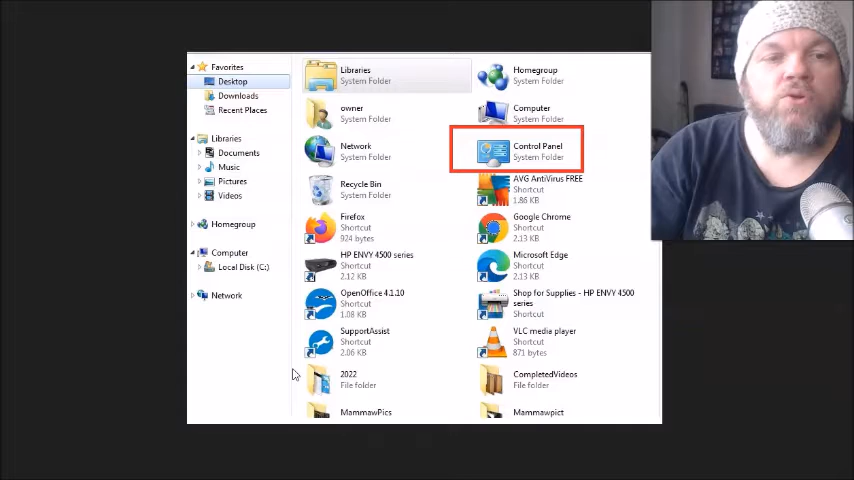 Favorites
Desktop
Downloads
Recent Places
Libraries
Documents
Music
Pictures
Videos
Homegroup
Computer
Local Disk (C:)
Network
Libraries
System Folder
Homegroup
System Folder
owner
System Folder
Computer
System Folder
Network
System Folder
Control Panel
System Folder
Recycle Bin
System Folder
AVG AntiVirus FREE
Shortcut
1.86 KB
Firefox
Shortcut
924 bytes
Google Chrome
Shortcut
2.13 KB
HP ENVY 4500 series
Shortcut
2.12 KB
Microsoft Edge
Shortcut
2.13 KB
OpenOffice 4.1.10
Shortcut
1.08 KB
Shop for Supplies - HP ENVY 4500
series
Shortcut
SupportAssist
Shortcut
2.06 KB
VLC media player
Shortcut
871 bytes
2022
File folder
CompletedVideos
File folder
MammawPics
Mammawpict